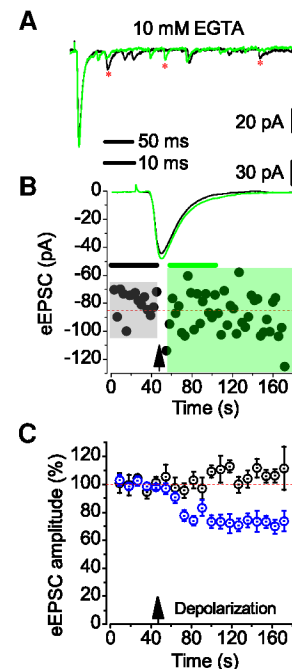 A
10 mM EGTA
*
*
*
20 pA
50 ms
10 ms
30 pA
B
0
-20
-40
-60
-80
-100
-120
eEPSC (pA)
0 40 80 120 160
Time (s)
C
120
100
80
60
40
20
0
eEPSC amplitude (%)
Depolarization
0 40 80 120 160
Time (s)